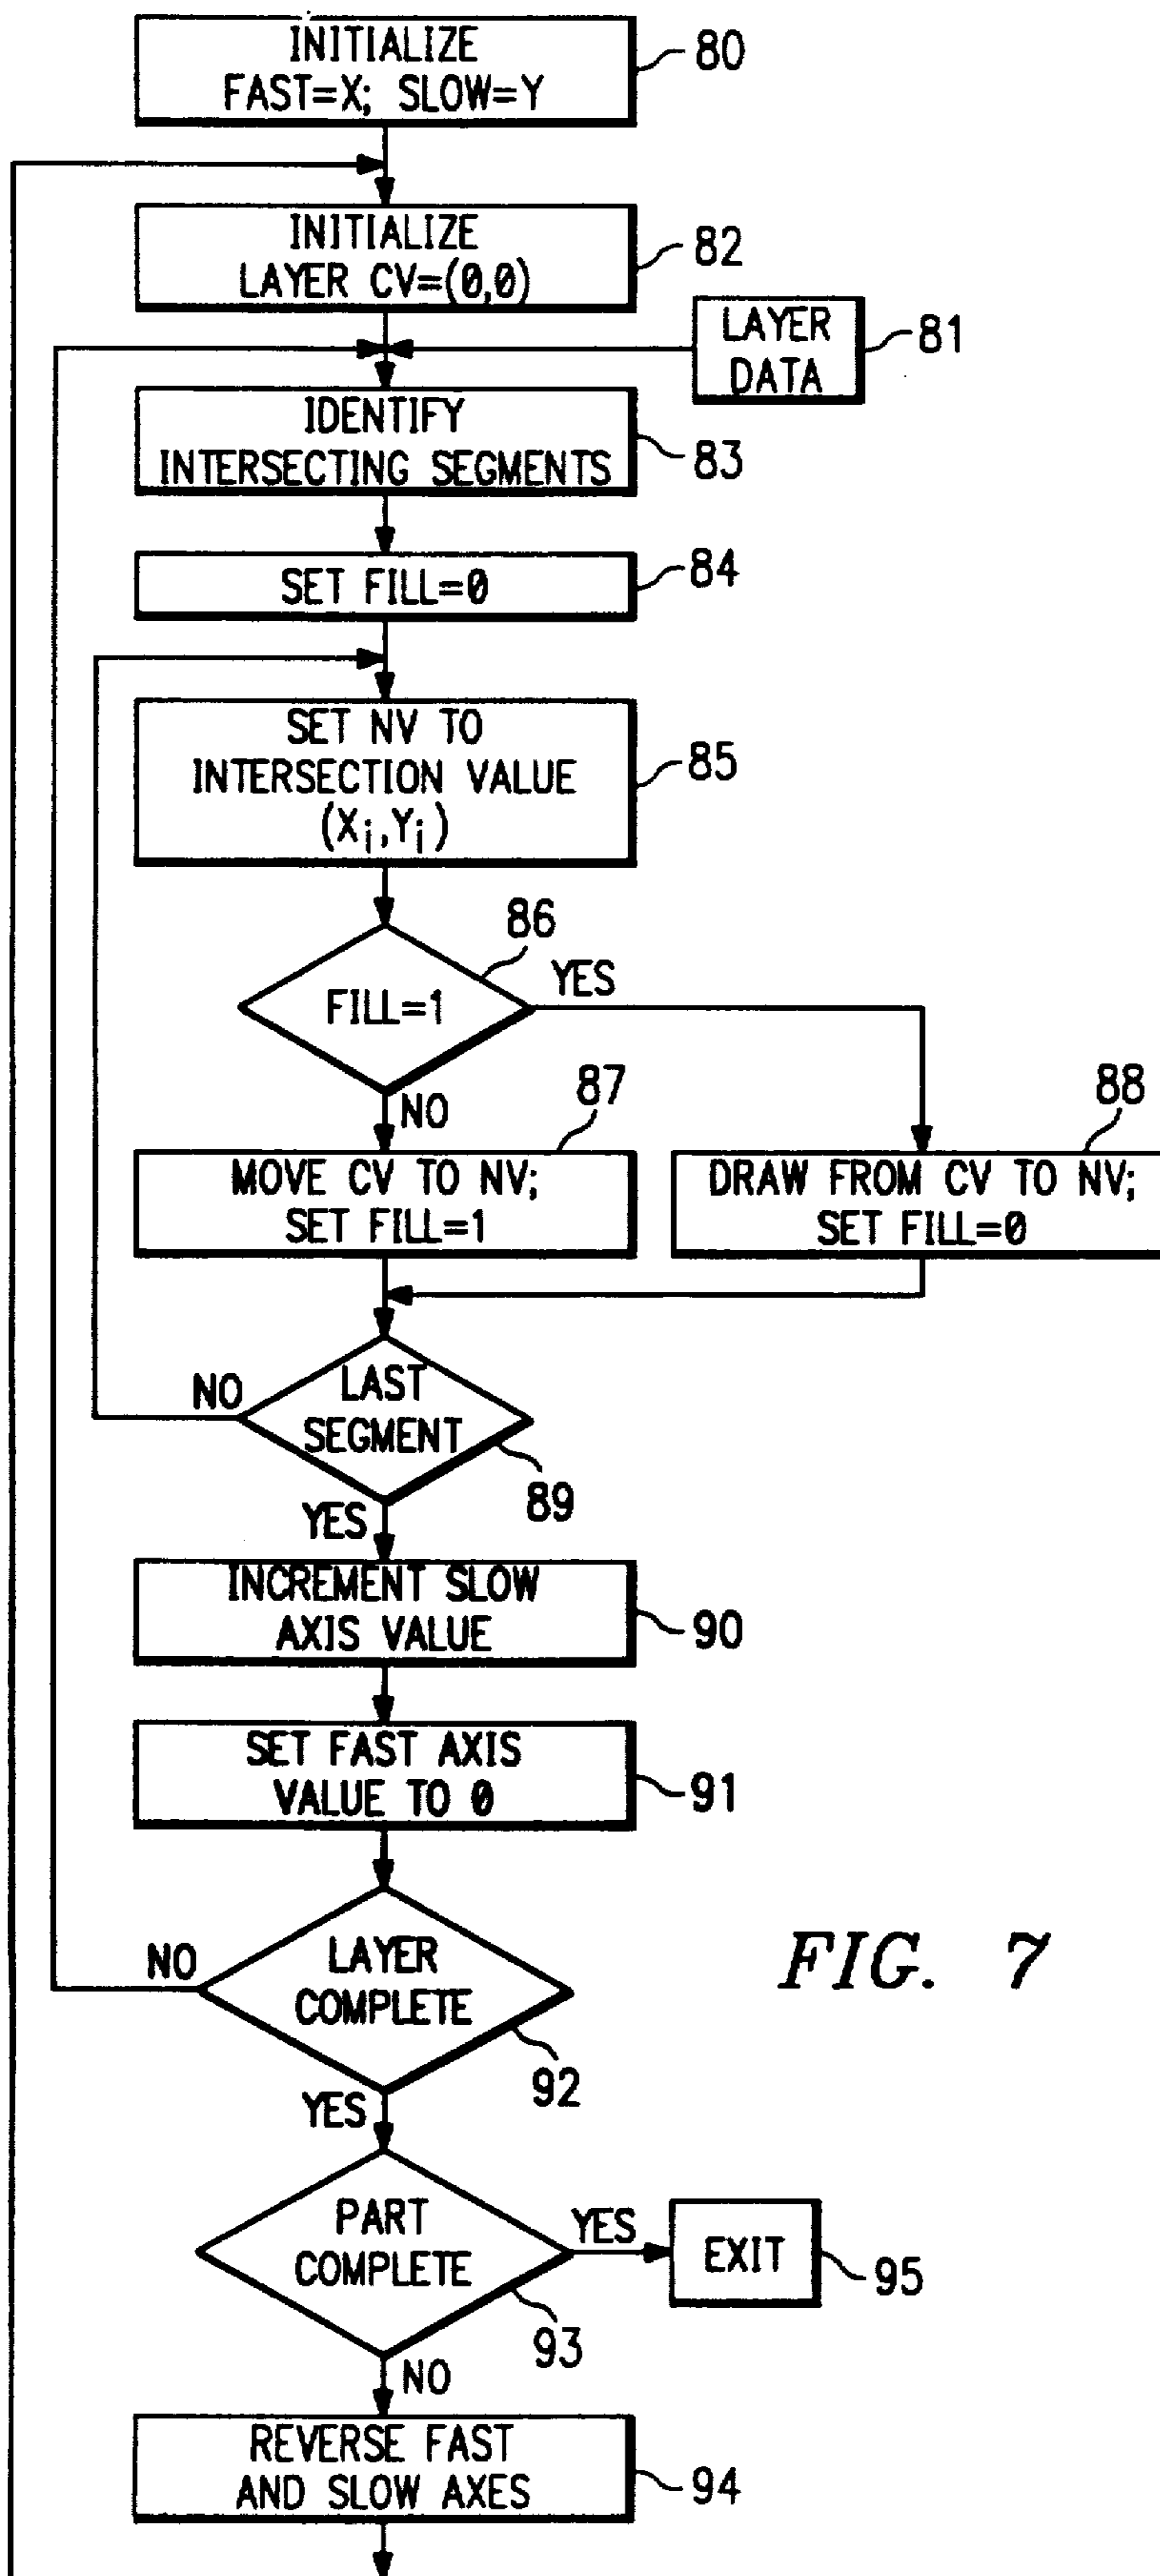 INITIALIZE
FAST=X; SLOW=Y
80
INITIALIZE
LAYER CV=(0,0)
82
LAYER
DATA
81
IDENTIFY
INTERSECTING SEGMENTS
83
SET FILL=0
84
SET NV TO
INTERSECTION VALUE
(Xi,Yi)
85
86
FILL=1
YES
NO
87
88
MOVE CV TO NV;
SET FILL=1
DRAW FROM CV TO NV;
SET FILL=0
NO
LAST
SEGMENT
89
YES
INCREMENT SLOW
AXIS VALUE
90
SET FAST AXIS
VALUE TO 0
91
NO
LAYER
COMPLETE
92
FIG. 7
YES
PART
COMPLETE
YES
EXIT
95
93
NO
REVERSE FAST
AND SLOW AXES
94